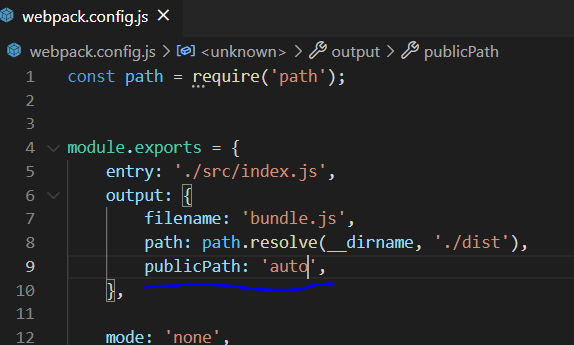 webpack.config.js ×
webpack.config.js > <unknown> > output > publicPath
1 const path = require('path');
2
3
4 module.exports = {
5 entry: './src/index.js',
6 output: {
7 filename: 'bundle.js',
8 path: path.resolve(__dirname, './dist'),
9 publicPath: 'auto',
10 },
11
12 mode: 'none',